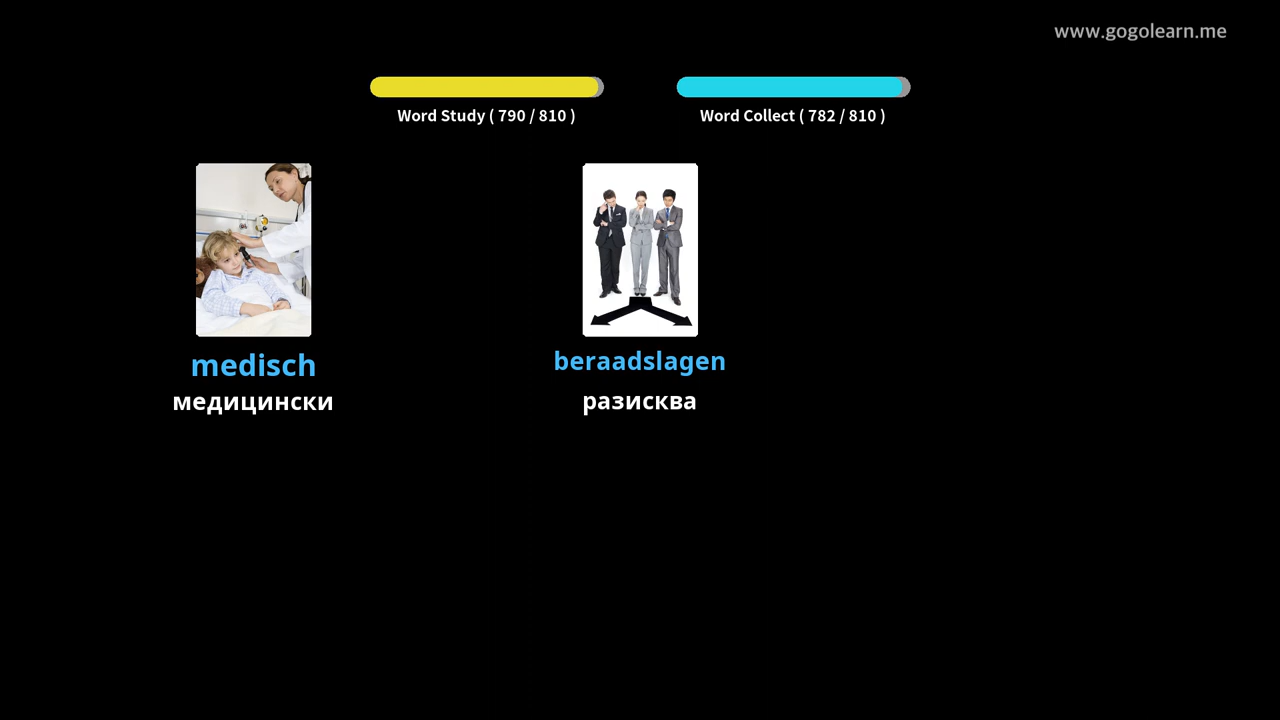 www.gogolearn.me
Word Study ( 790 / 810 )
Word Collect ( 782 / 810 )
medisch
медицински
beraadslagen
разисква